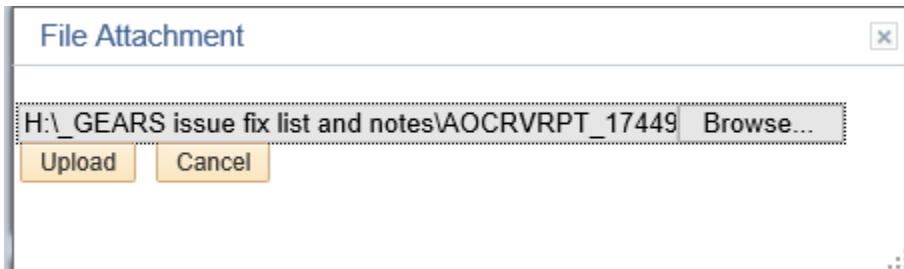 File Attachment
H:\_GEARS issue fix list and notes\AOCRVRPT_17449 Browse...
Upload Cancel